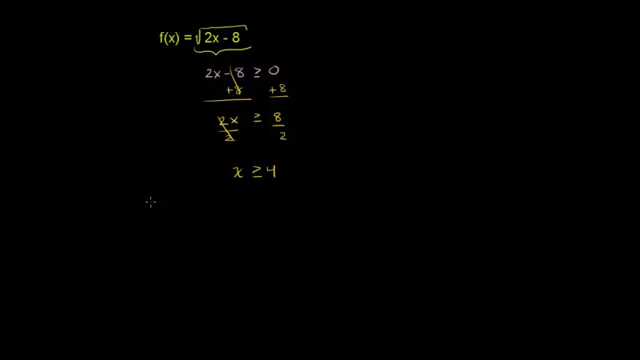 f(x) = √2x - 8
2x - 8 ≥ 0
+8 +8
2x ≥ 8
2 2
x ≥ 4